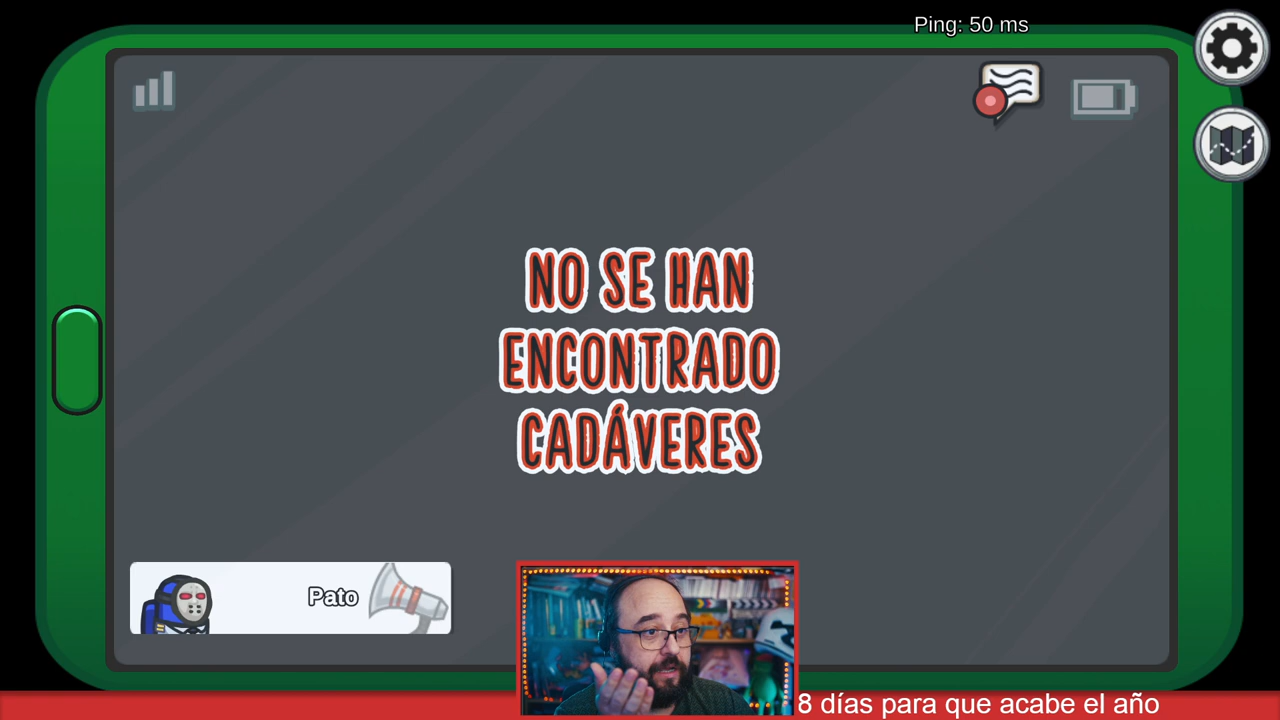 Ping: 50 ms
NO SE HAN
ENCONTRADO
CADÁVERES
Pato
8 días para que acabe el año